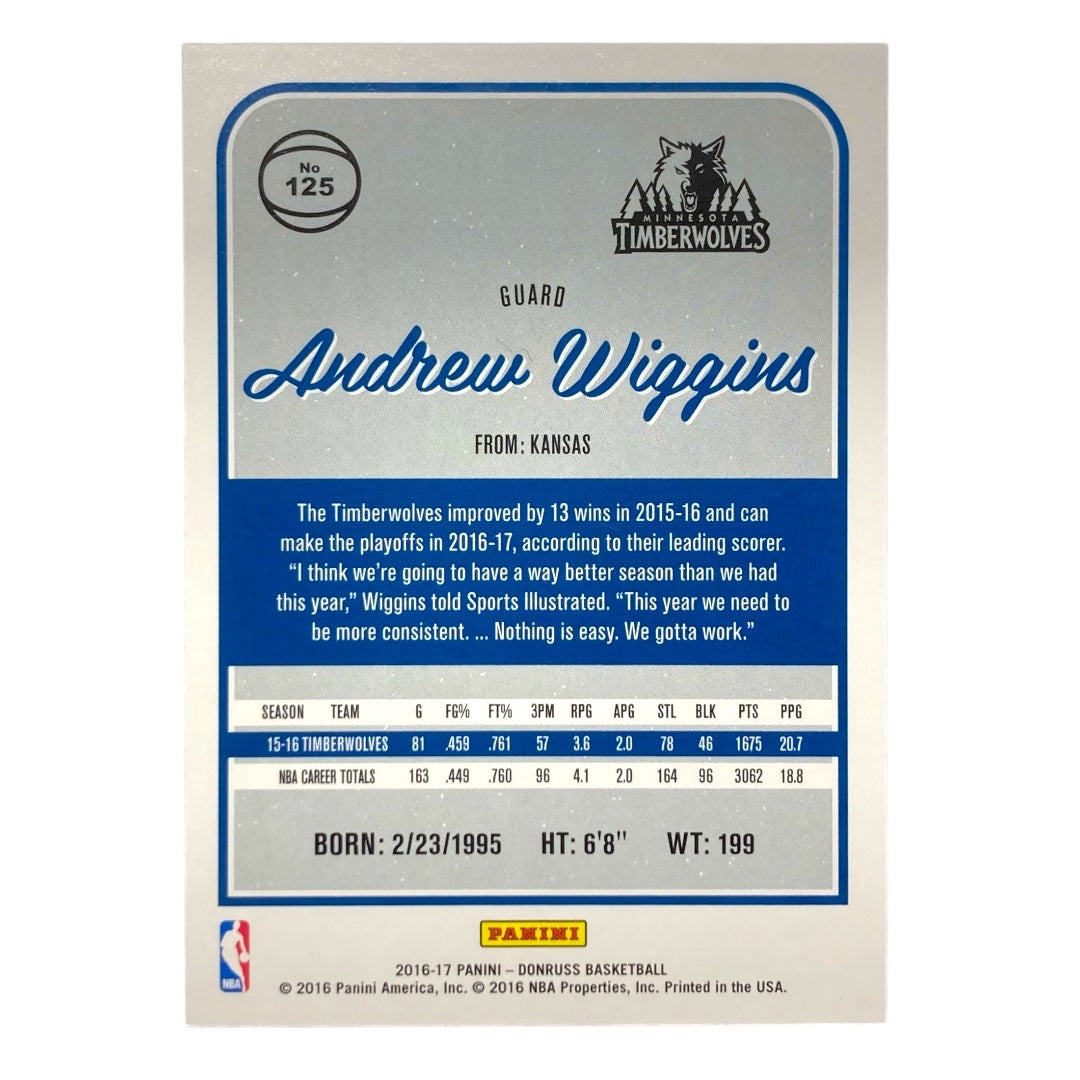 No
125
MINNESOTA
TIMBERWOLVES
GUARD
Andrew Wiggins
FROM: KANSAS
The Timberwolves improved by 13 wins in 2015-16 and can
make the playoffs in 2016-17, according to their leading scorer.
“I think we’re going to have a way better season than we had
this year,” Wiggins told Sports Illustrated. “This year we need to
be more consistent. ... Nothing is easy. We gotta work.”
SEASON TEAM G FG% FT% 3PM RPG APG STL BLK PTS PPG
15-16 TIMBERWOLVES 81 .459 .761 57 3.6 2.0 78 46 1675 20.7
NBA CAREER TOTALS 163 .449 .760 96 4.1 2.0 164 96 3062 18.8
BORN: 2/23/1995 HT: 6'8" WT: 199
NBA
PANINI
2016-17 PANINI – DONRUSS BASKETBALL
© 2016 Panini America, Inc. © 2016 NBA Properties, Inc. Printed in the USA.